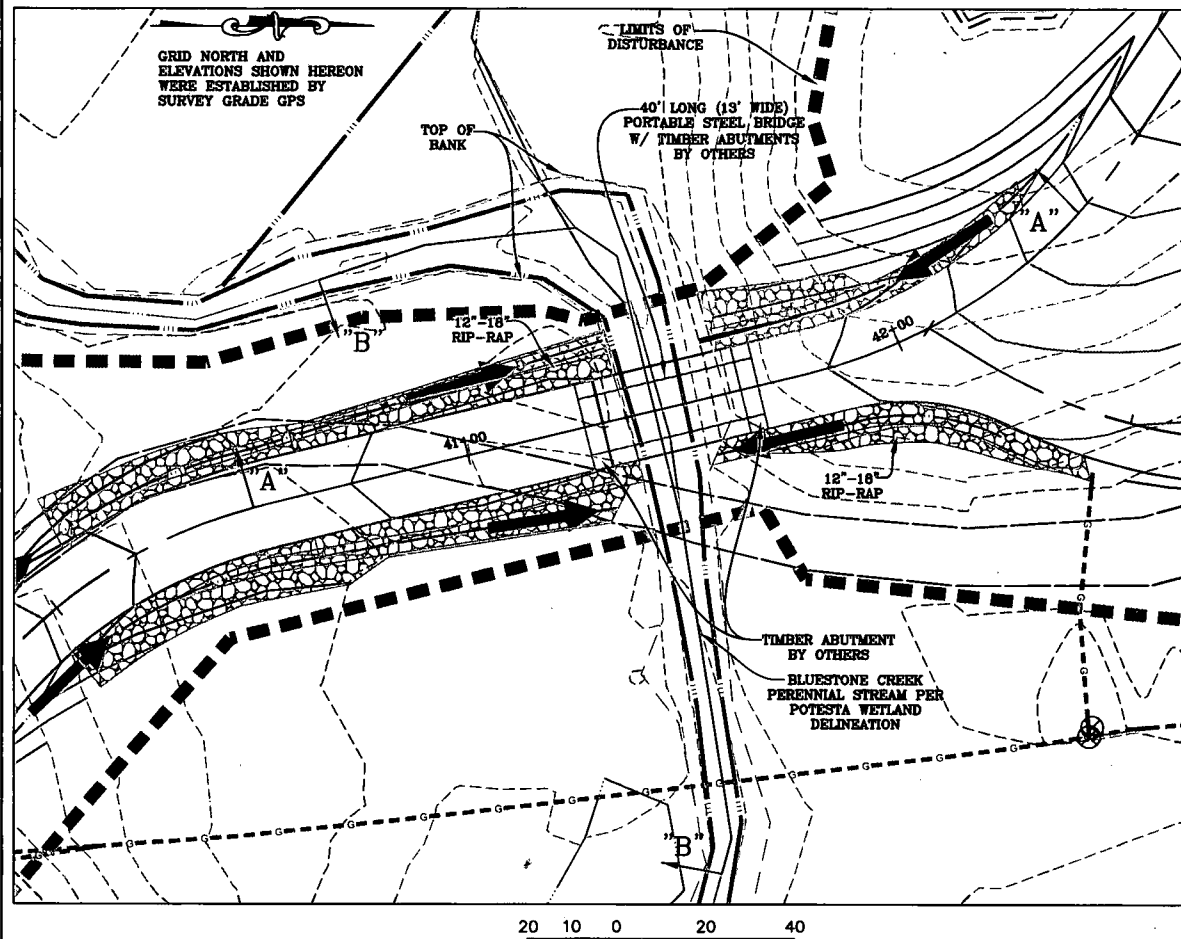 GRID NORTH AND
ELEVATIONS SHOWN HEREON
WERE ESTABLISHED BY
SURVEY GRADE GPS
LIMITS OF
DISTURBANCE
40' LONG (13' WIDE)
PORTABLE STEEL BRIDGE
W/ TIMBER ABUTMENTS
BY OTHERS
TOP OF
BANK
"A"
42+00
12"-18"
RIP-RAP
"B"
41+00
"A"
12"-18"
RIP-RAP
TIMBER ABUTMENT
BY OTHERS
BLUESTONE CREEK
PERENNIAL STREAM PER
POTESTA WETLAND
DELINEATION
G
G
G G G G G G G G G G G G
"B"
20 10 0 20 40